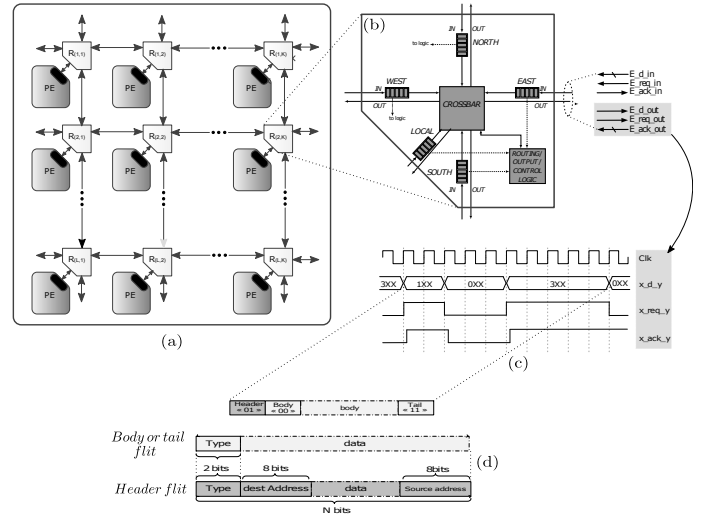 R(1,1)
R(1,2)
R(1,K)
K
PE
PE
PE
R(2,1)
R(2,2)
R(2,K)
PE
PE
PE
R(L,1)
R(L,2)
R(L,K)
PE
PE
PE
(a)
(b)
IN
OUT
to logic
NORTH
WEST
EAST
IN
IN
CROSSBAR
OUT
OUT
to logic
LOCAL
ROUTING/
OUTPUT/
CONTROL
LOGIC
SOUTH
IN
OUT
E_d_in
E_req_in
E_ack_in
E_d_out
E_req_out
E_ack_out
Clk
3XX
1XX
0XX
3XX
0XX
x_d_y
x_req_y
x_ack_y
(c)
Header
« 01 »
Body
« 00 »
body
Tail
« 11 »
Body or tail
flit
Type
data
(d)
2 bits
8 bits
8bits
Header flit
Type
dest Address
data
Source address
N bits